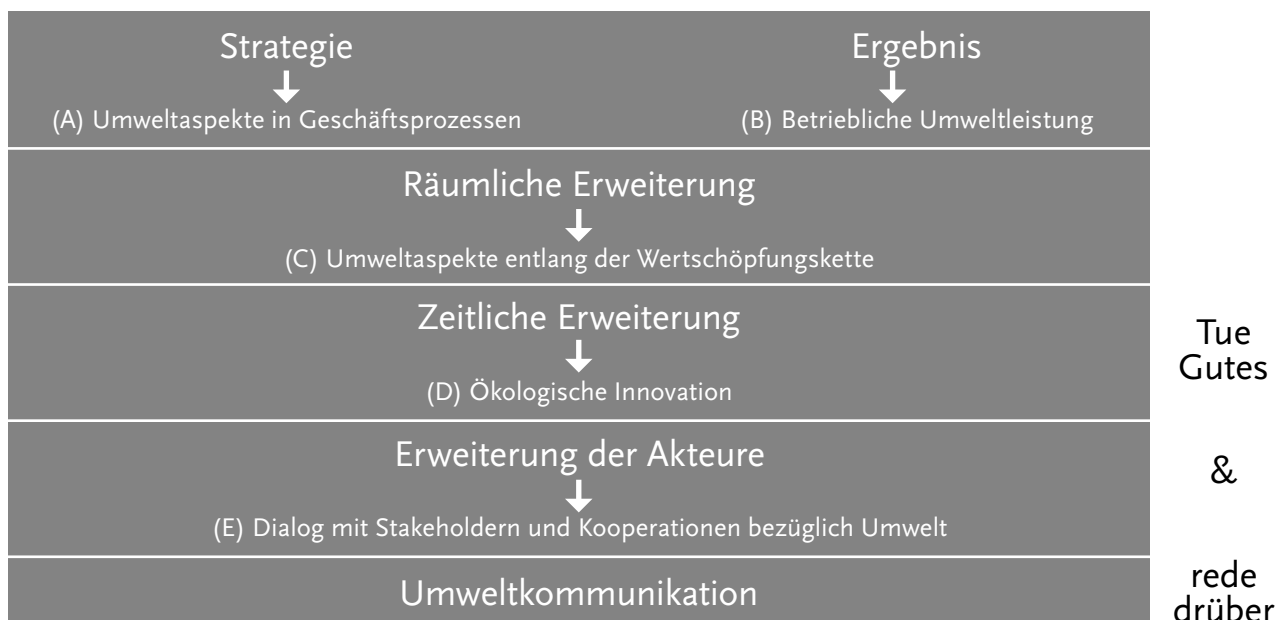 Strategie
Ergebnis
(A) Umweltaspekte in Geschäftsprozessen
(B) Betriebliche Umweltleistung
Räumliche Erweiterung
(C) Umweltaspekte entlang der Wertschöpfungskette
Zeitliche Erweiterung
(D) Ökologische Innovation
Erweiterung der Akteure
(E) Dialog mit Stakeholdern und Kooperationen bezüglich Umwelt
Umweltkommunikation
Tue
Gutes
&
rede
drüber